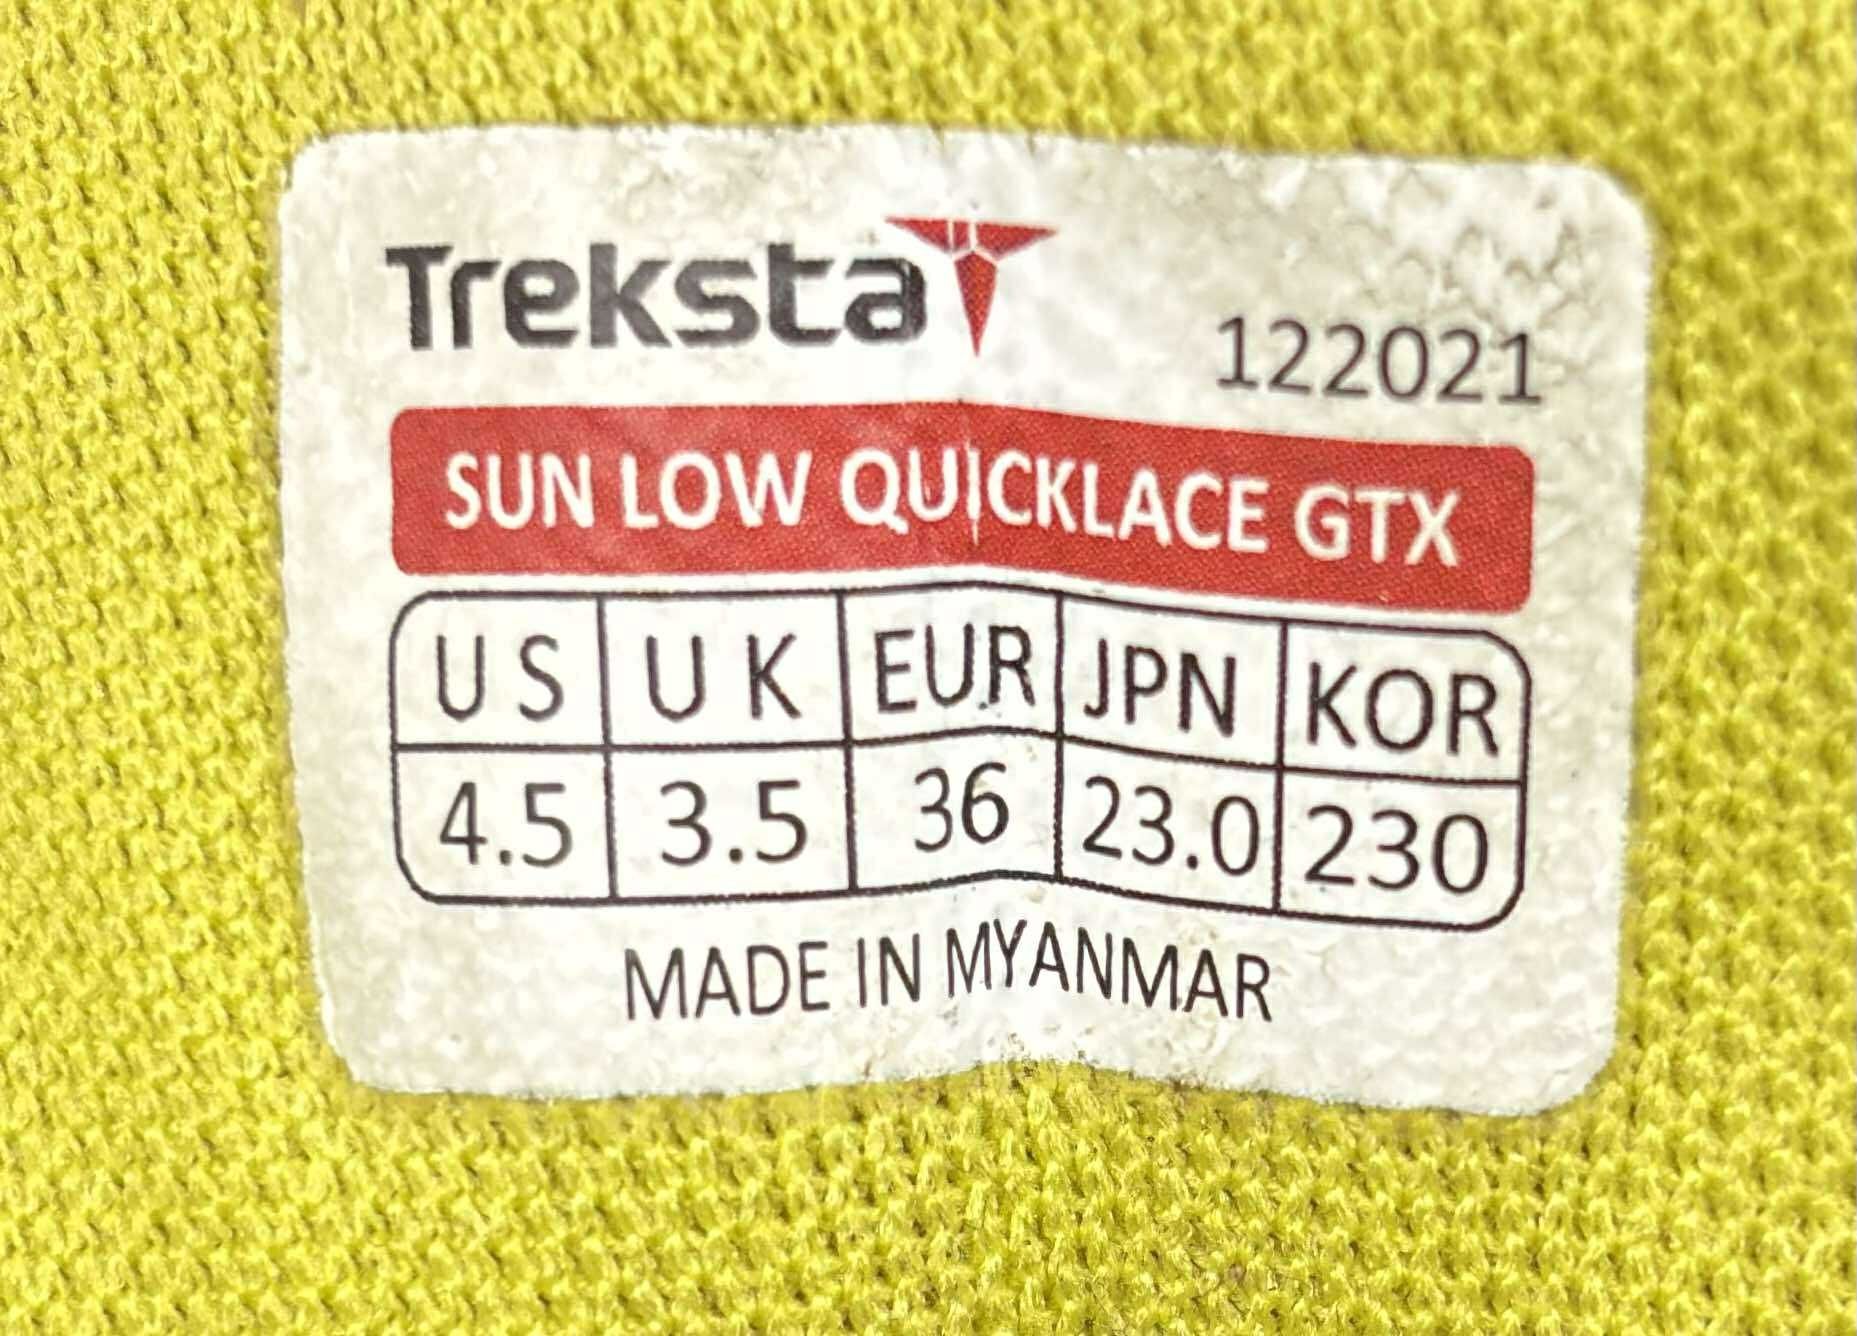 Treksta
122021
SUN LOW QUICKLACE GTX
US UK EUR JPN KOR
4.5 3.5 36 23.0 230
MADE IN MYANMAR